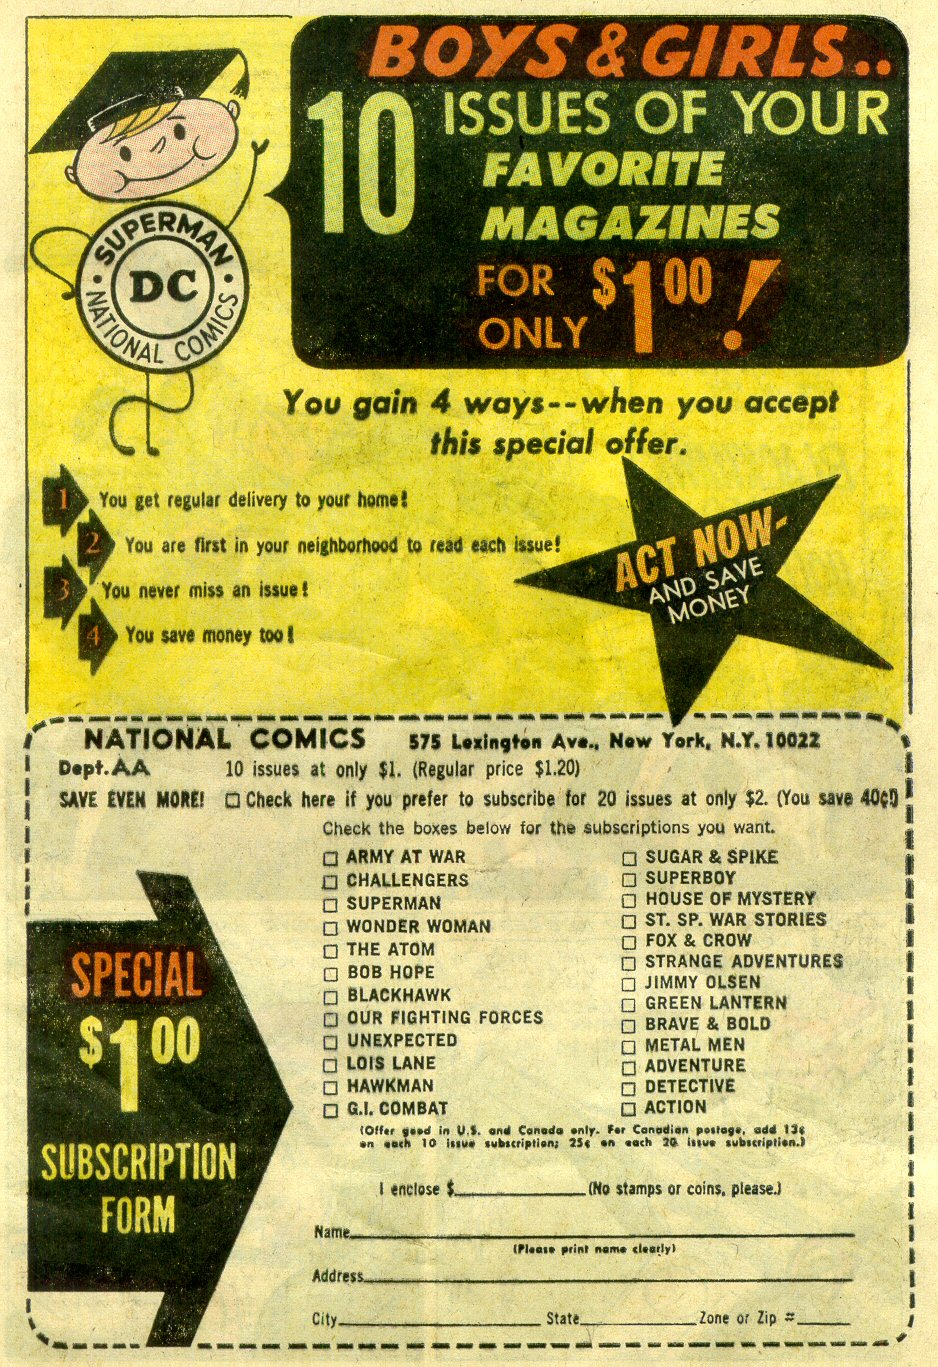 BOYS & GIRLS..
10 ISSUES OF YOUR
FAVORITE
MAGAZINES
FOR
ONLY
$1.00!
SUPERMAN
DC
NATIONAL COMICS
You gain 4 ways--when you accept
this special offer.
1 You get regular delivery to your home!
2 You are first in your neighborhood to read each issue!
3 You never miss an issue!
4 You save money too!
ACT NOW-
AND SAVE
MONEY
NATIONAL COMICS 575 Lexington Ave., New York, N.Y. 10022
Dept. AA 10 issues at only $1. (Regular price $1.20)
SAVE EVEN MORE! □ Check here if you prefer to subscribe for 20 issues at only $2. (You save 40¢!)
Check the boxes below for the subscriptions you want.
□ ARMY AT WAR
□ CHALLENGERS
□ SUPERMAN
□ WONDER WOMAN
□ THE ATOM
□ BOB HOPE
□ BLACKHAWK
□ OUR FIGHTING FORCES
□ UNEXPECTED
□ LOIS LANE
□ HAWKMAN
□ G.I. COMBAT
□ SUGAR & SPIKE
□ SUPERBOY
□ HOUSE OF MYSTERY
□ ST. SP. WAR STORIES
□ FOX & CROW
□ STRANGE ADVENTURES
□ JIMMY OLSEN
□ GREEN LANTERN
□ BRAVE & BOLD
□ METAL MEN
□ ADVENTURE
□ DETECTIVE
□ ACTION
(Offer good in U.S. and Canada only. For Canadian postage, add 13¢
on each 10 issue subscription; 25¢ on each 20 issue subscription.)
SPECIAL
$1.00
SUBSCRIPTION
FORM
I enclose $ (No stamps or coins, please.)
Name
(Please print name clearly)
Address
City State Zone or Zip #